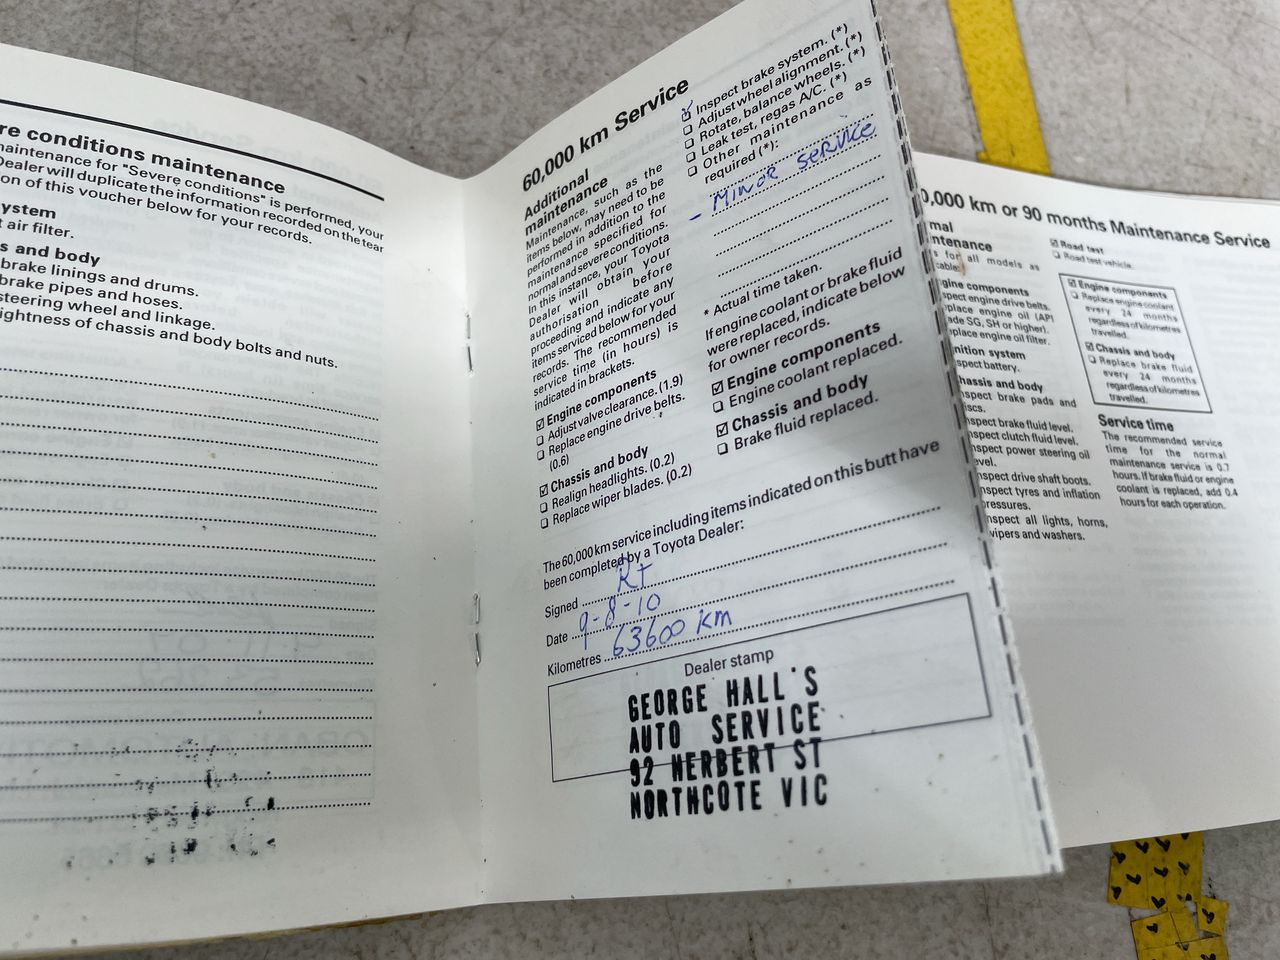 re conditions maintenance
maintenance for "Severe conditions" is performed, your
Dealer will duplicate the information recorded on the tear
on of this voucher below for your records.
ystem
t air filter.
s and body
brake linings and drums.
brake pipes and hoses.
steering wheel and linkage.
ightness of chassis and body bolts and nuts.
60,000 km Service
Additional
maintenance
Maintenance, such as the
items below, may need to be
performed in addition to the
maintenance specified for
normal and severe conditions.
In this instance, your Toyota
Dealer will obtain your
authorisation before
proceeding and indicate any
items serviced below for your
records. The recommended
service time (in hours) is
indicated in brackets.
☑ Engine components
❏ Adjust valve clearance. (1.9)
❏ Replace engine drive belts.
(0.6)
☑ Chassis and body
❏ Realign headlights. (0.2)
❏ Replace wiper blades. (0.2)
Inspect brake system. (*)
❏ Adjust wheel alignment. (*)
❏ Rotate, balance wheels. (*)
❏ Leak test, regas A/C. (*)
❏ Other maintenance as
required (*):
- Minor service
* Actual time taken.
If engine coolant or brake fluid
were replaced, indicate below
for owner records.
☑ Engine components
❏ Engine coolant replaced.
☑ Chassis and body
❏ Brake fluid replaced.
The 60,000 km service including items indicated on this butt have
been completed by a Toyota Dealer:
Signed
Date 9-8-10
Kilometres 63600 km
Dealer stamp
GEORGE HALL'S
AUTO SERVICE
92 HERBERT ST
NORTHCOTE VIC
0,000 km or 90 months Maintenance Service
mal
ntenance
s for all models as
cable:
gine components
spect engine drive belts.
place engine oil (API
ade SG, SH or higher).
place engine oil filter.
nition system
spect battery.
hassis and body
spect brake pads and
iscs.
spect brake fluid level.
spect clutch fluid level.
spect power steering oil
evel.
nspect drive shaft boots.
nspect tyres and inflation
pressures.
nspect all lights, horns,
wipers and washers.
☑ Road test
❏ Road test vehicle.
☑ Engine components
❏ Replace engine coolant
every 24 months
regardless of kilometres
travelled.
☑ Chassis and body
❏ Replace brake fluid
every 24 months
regardless of kilometres
travelled.
Service time
The recommended service
time for the normal
maintenance service is 0.7
hours. If brake fluid or engine
coolant is replaced, add 0.4
hours for each operation.